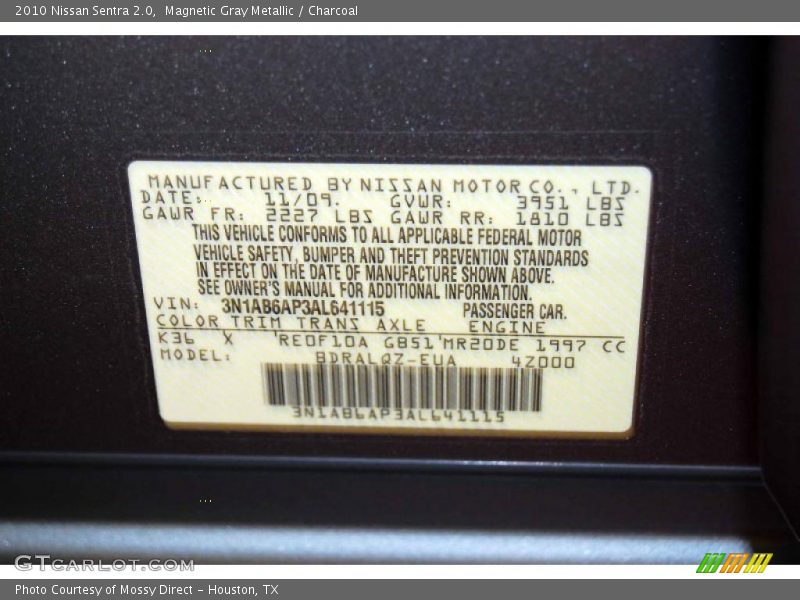 2010 Nissan Sentra 2.0,  Magnetic Gray Metallic / Charcoal
MANUFACTURED BY NISSAN MOTOR CO., LTD.
DATE: 11/09. GVWR: 3951 LBS
GAWR FR: 2227 LBS GAWR RR: 1810 LBS
THIS VEHICLE CONFORMS TO ALL APPLICABLE FEDERAL MOTOR
VEHICLE SAFETY, BUMPER AND THEFT PREVENTION STANDARDS
IN EFFECT ON THE DATE OF MANUFACTURE SHOWN ABOVE.
SEE OWNER'S MANUAL FOR ADDITIONAL INFORMATION.
VIN: 3N1AB6AP3AL641115 PASSENGER CAR.
COLOR TRIM TRANS AXLE ENGINE
K36 X RE0F10A GB51 MR20DE 1997 CC
MODEL: BDRALQZ-EUA 4Z000
3N1AB6AP3AL641115
GTCARLOT.COM
Photo Courtesy of Mossy Direct – Houston, TX